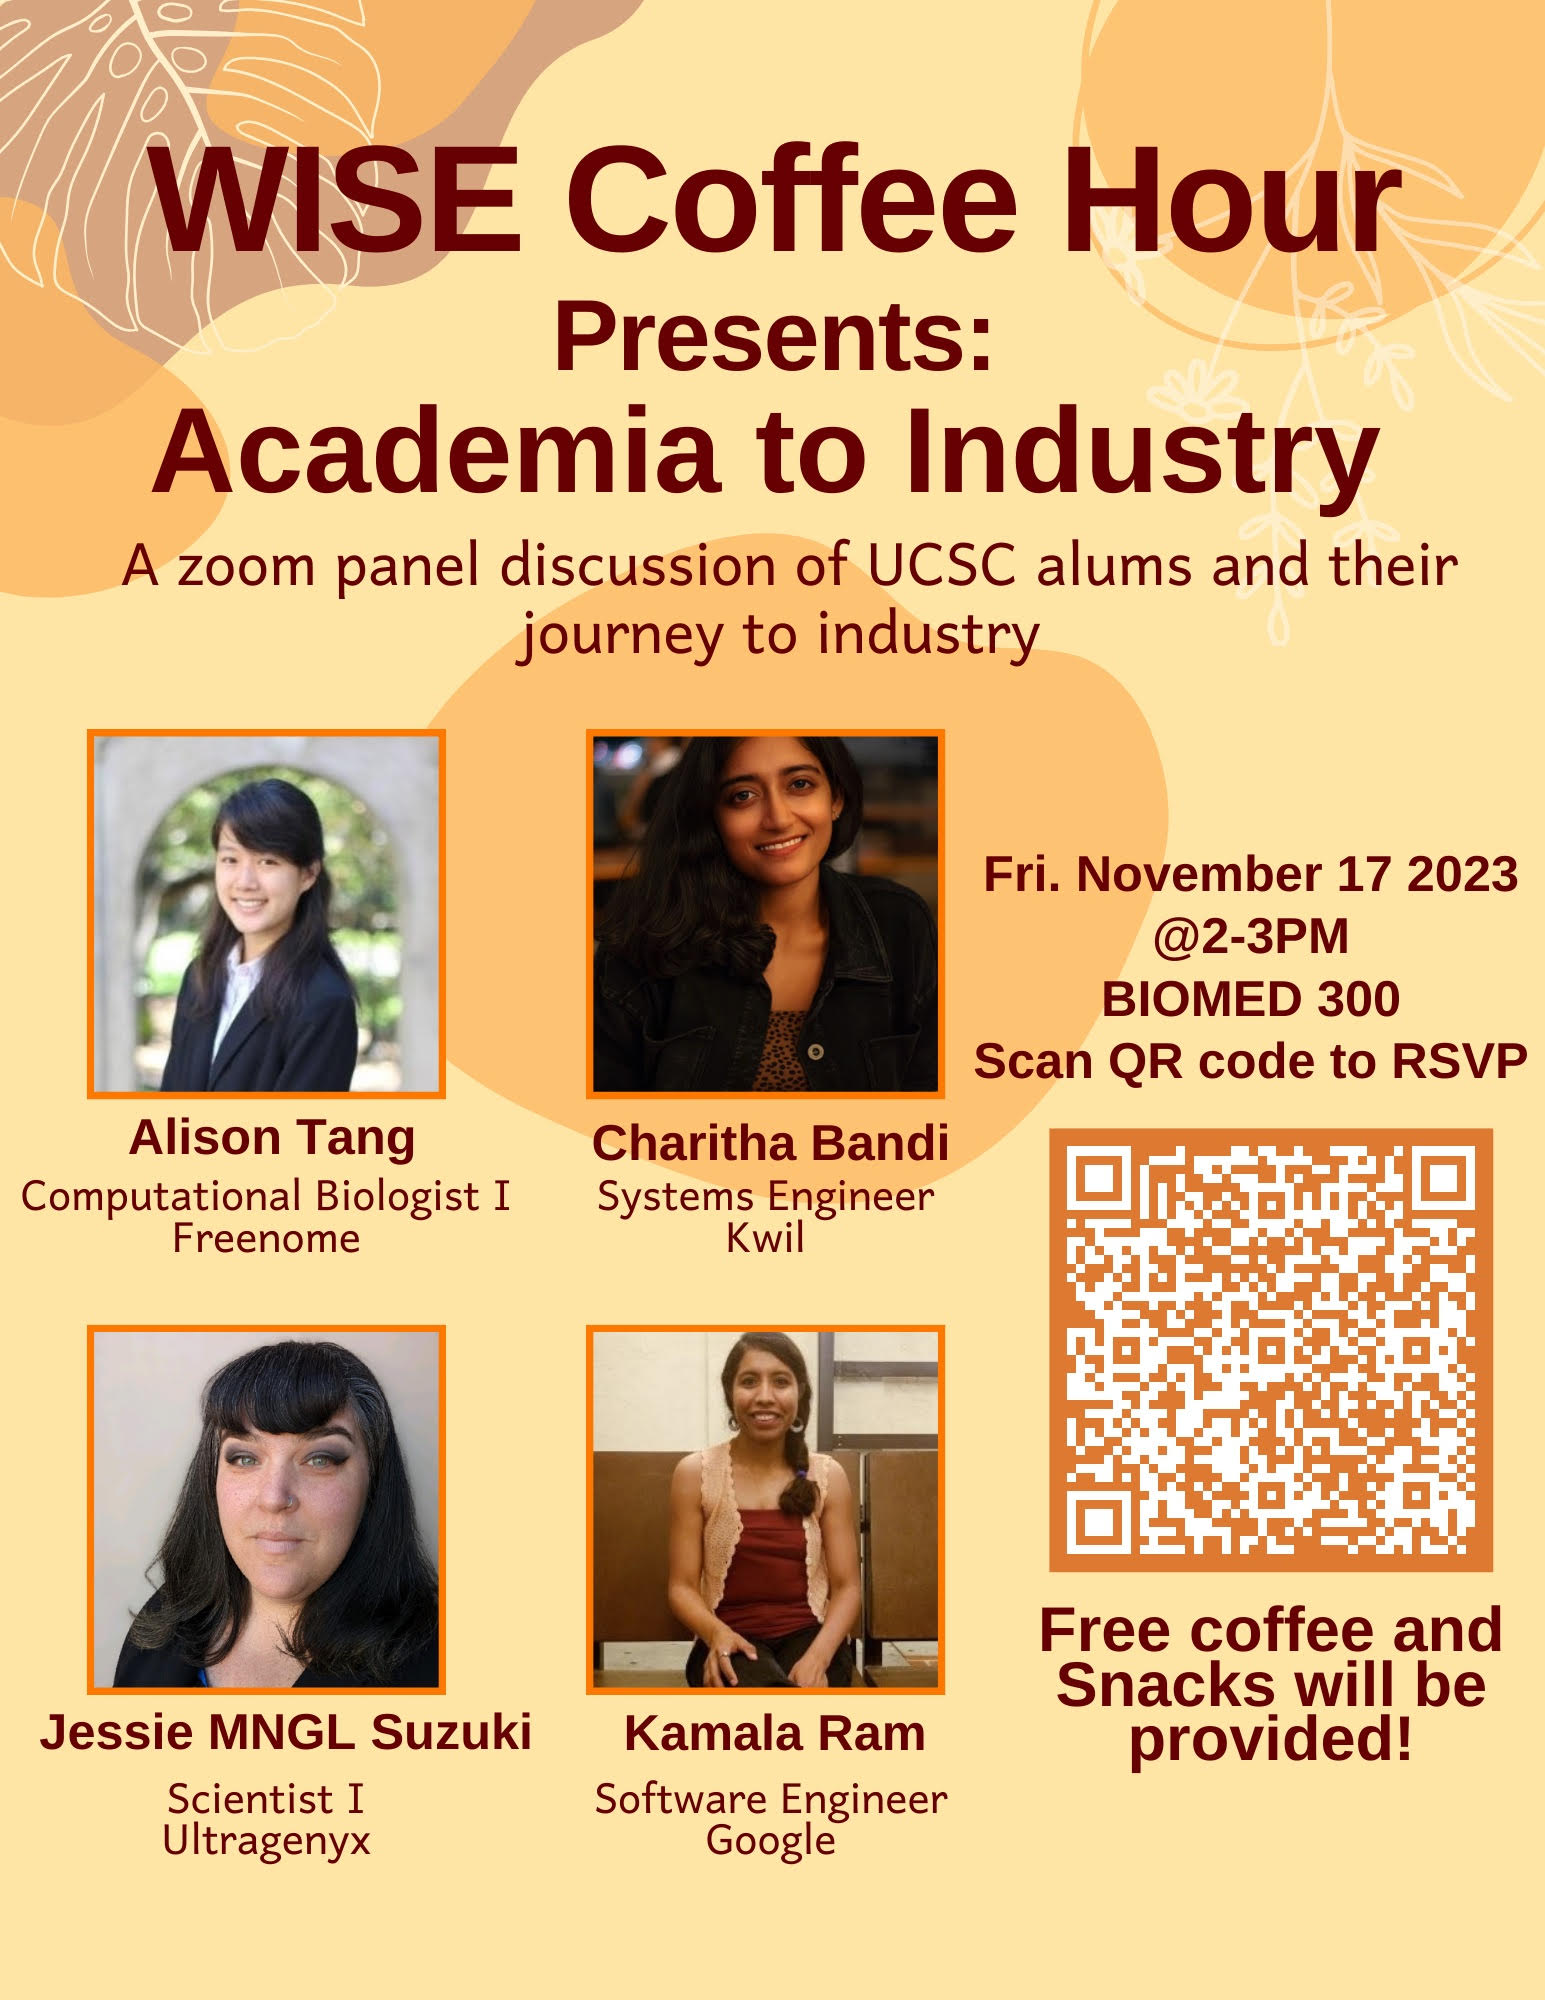 WISE Coffee Hour
Presents:
Academia to Industry
A zoom panel discussion of UCSC alums and their
journey to industry
Alison Tang
Computational Biologist I
Freenome
Charitha Bandi
Systems Engineer
Kwil
Fri. November 17 2023
@2-3PM
BIOMED 300
Scan QR code to RSVP
Jessie MNGL Suzuki
Scientist I
Ultragenyx
Kamala Ram
Software Engineer
Google
Free coffee and
Snacks will be
provided!